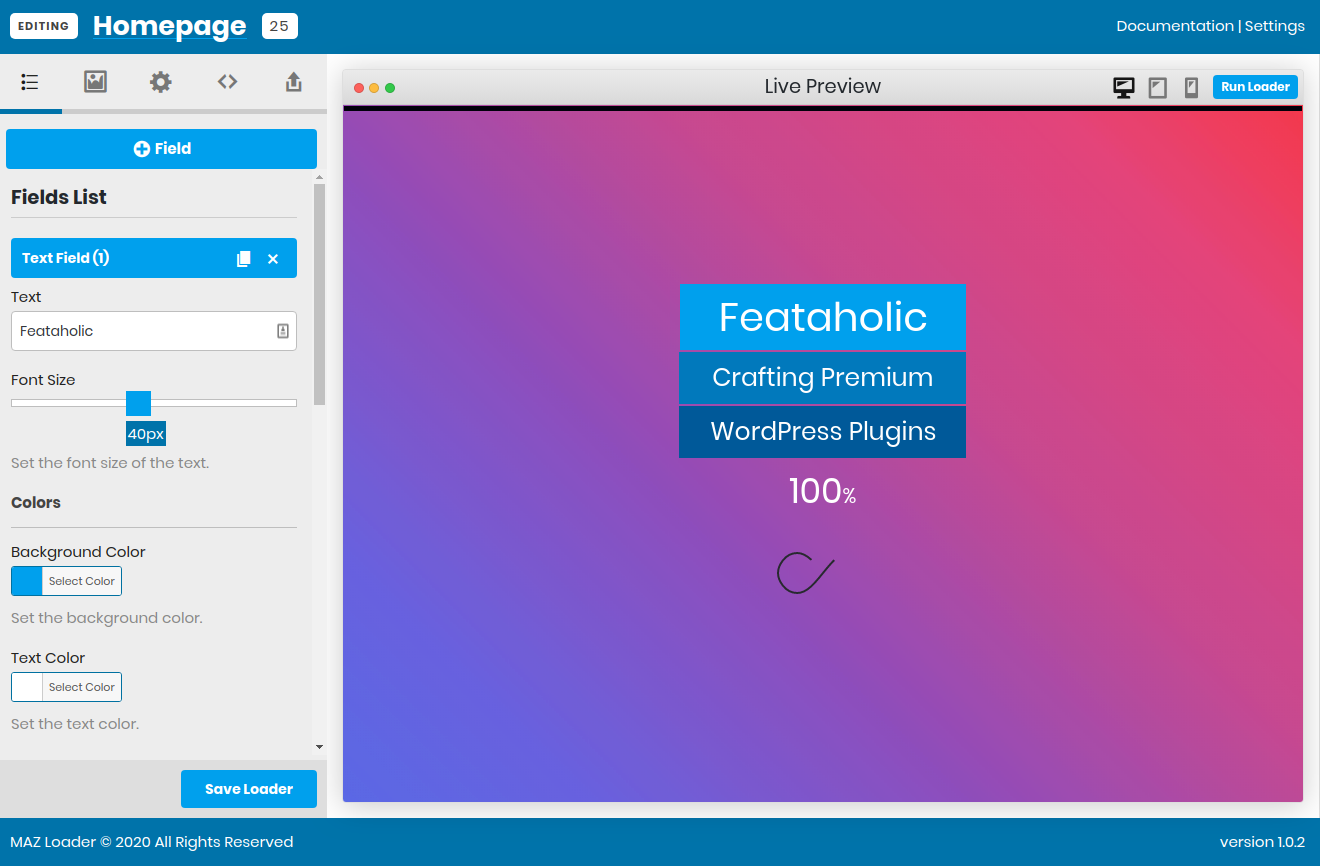 EDITING Homepage 25 Documentation | Settings
Live Preview Run Loader
Field
Fields List
Text Field (1)
Text
Feataholic
Font Size
40px
Set the font size of the text.
Colors
Background Color
Select Color
Set the background color.
Text Color
Select Color
Set the text color.
Save Loader
Feataholic
Crafting Premium
WordPress Plugins
100%
MAZ Loader © 2020 All Rights Reserved version 1.0.2